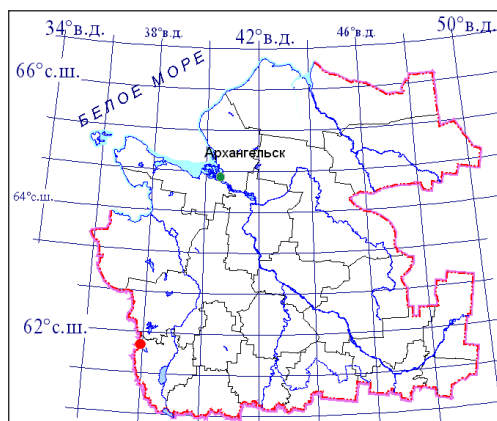 34°в.д.
38°в.д.
42°в.д.
46°в.д.
50°в.д.
66°с.ш.
БЕЛОЕ МОРЕ
Архангельск
64°с.ш.
62°с.ш.